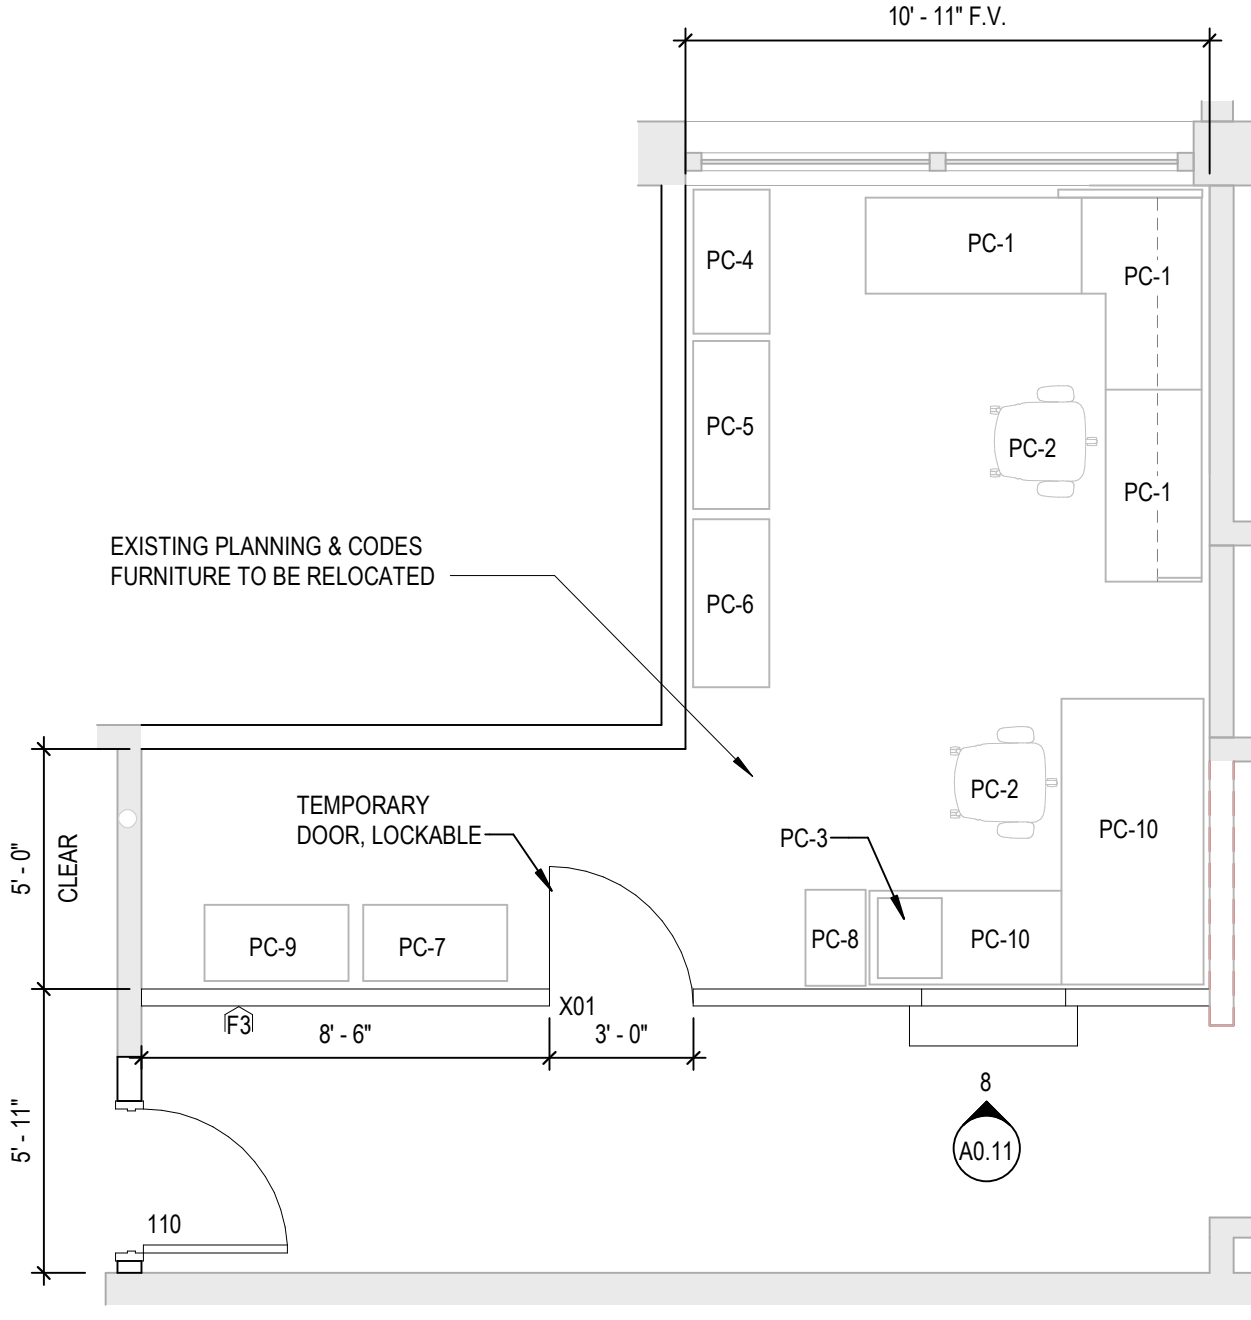 10' - 11" F.V.
PC-4
PC-1
PC-1
PC-5
PC-2
PC-1
EXISTING PLANNING & CODES
FURNITURE TO BE RELOCATED
PC-6
TEMPORARY
DOOR, LOCKABLE
PC-2
PC-3
PC-10
5' - 0"
CLEAR
PC-9
PC-7
PC-8
PC-10
X01
F3
8' - 6"
3' - 0"
8
A0.11
5' - 11"
110